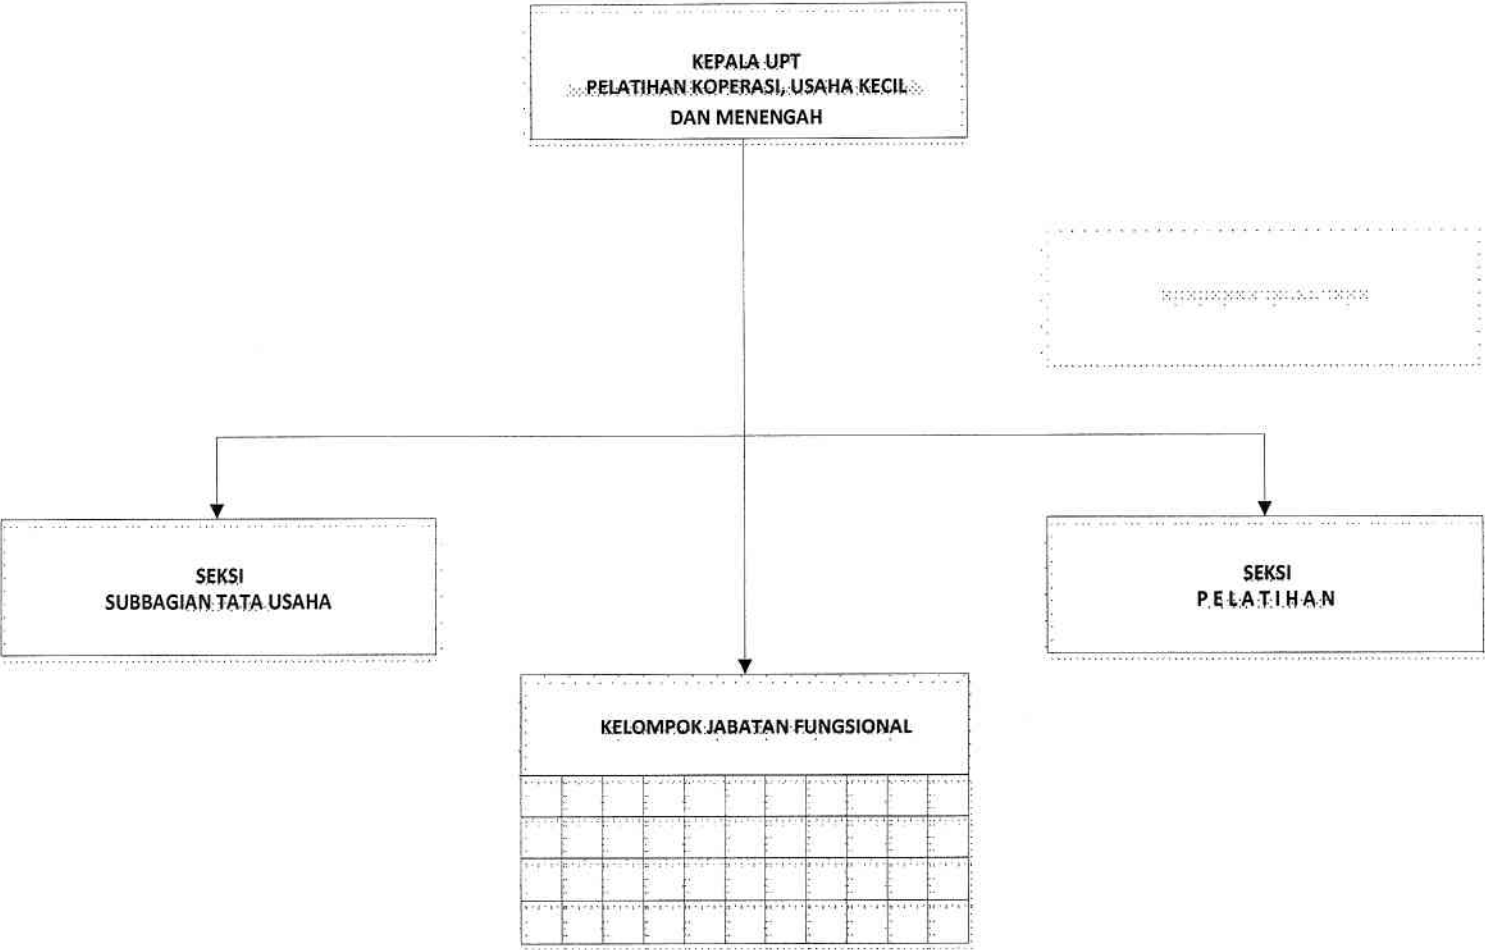 KEPALA UPT
PELATIHAN KOPERASI, USAHA KECIL
DAN MENENGAH
SEKSI
SUBBAGIAN TATA USAHA
SEKSI
P E L A T I H A N
KELOMPOK JABATAN FUNGSIONAL